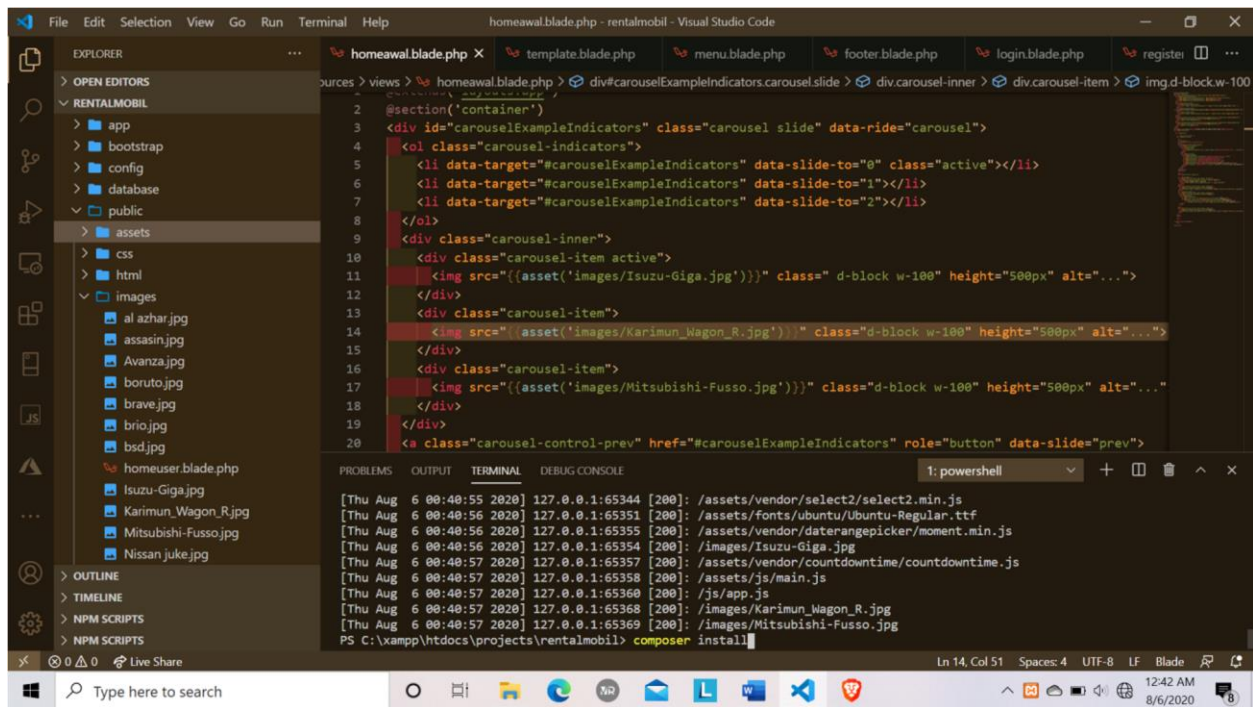 File Edit Selection View Go Run Terminal Help homeawal.blade.php - rentalmobil - Visual Studio Code
EXPLORER
OPEN EDITORS
RENTALMOBIL
app
bootstrap
config
database
public
assets
css
html
images
al azhar.jpg
assasin.jpg
Avanza.jpg
boruto.jpg
brave.jpg
brio.jpg
bsd.jpg
homeuser.blade.php
Isuzu-Giga.jpg
Karimun_Wagon_R.jpg
Mitsubishi-Fusso.jpg
Nissan juke.jpg
OUTLINE
TIMELINE
NPM SCRIPTS
NPM SCRIPTS
homeawal.blade.php template.blade.php menu.blade.php footer.blade.php login.blade.php register
ources > views > homeawal.blade.php > div#carouselExampleIndicators.carousel.slide > div.carousel-inner > div.carousel-item > img.d-block.w-100
2 @section('container')
3 <div id="carouselExampleIndicators" class="carousel slide" data-ride="carousel">
4 <ol class="carousel-indicators">
5 <li data-target="#carouselExampleIndicators" data-slide-to="0" class="active"></li>
6 <li data-target="#carouselExampleIndicators" data-slide-to="1"></li>
7 <li data-target="#carouselExampleIndicators" data-slide-to="2"></li>
8 </ol>
9 <div class="carousel-inner">
10 <div class="carousel-item active">
11 <img src="{{asset('images/Isuzu-Giga.jpg')}}" class=" d-block w-100" height="500px" alt="...">
12 </div>
13 <div class="carousel-item">
14 <img src="{{asset('images/Karimun_Wagon_R.jpg')}}" class="d-block w-100" height="500px" alt="...">
15 </div>
16 <div class="carousel-item">
17 <img src="{{asset('images/Mitsubishi-Fusso.jpg')}}" class="d-block w-100" height="500px" alt="..."
18 </div>
19 </div>
20 <a class="carousel-control-prev" href="#carouselExampleIndicators" role="button" data-slide="prev">
PROBLEMS OUTPUT TERMINAL DEBUG CONSOLE 1: powershell
[Thu Aug 6 00:40:55 2020] 127.0.0.1:65344 [200]: /assets/vendor/select2/select2.min.js
[Thu Aug 6 00:40:56 2020] 127.0.0.1:65351 [200]: /assets/fonts/ubuntu/Ubuntu-Regular.ttf
[Thu Aug 6 00:40:56 2020] 127.0.0.1:65355 [200]: /assets/vendor/daterangepicker/moment.min.js
[Thu Aug 6 00:40:56 2020] 127.0.0.1:65354 [200]: /images/Isuzu-Giga.jpg
[Thu Aug 6 00:40:57 2020] 127.0.0.1:65357 [200]: /assets/vendor/countdowntime/countdowntime.js
[Thu Aug 6 00:40:57 2020] 127.0.0.1:65358 [200]: /assets/js/main.js
[Thu Aug 6 00:40:57 2020] 127.0.0.1:65360 [200]: /js/app.js
[Thu Aug 6 00:40:57 2020] 127.0.0.1:65368 [200]: /images/Karimun_Wagon_R.jpg
[Thu Aug 6 00:40:57 2020] 127.0.0.1:65369 [200]: /images/Mitsubishi-Fusso.jpg
PS C:\xampp\htdocs\projects\rentalmobil> composer install
0 0 Live Share Ln 14, Col 51 Spaces: 4 UTF-8 LF Blade
Type here to search
12:42 AM
8/6/2020
8